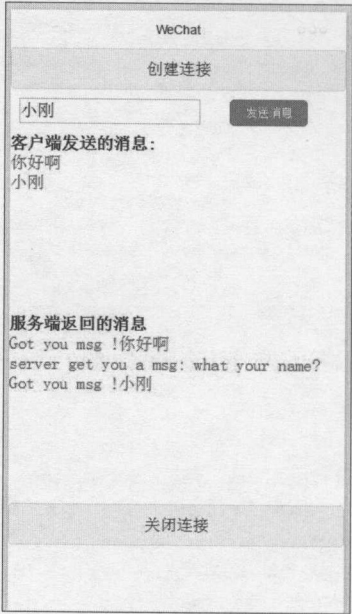 WeChat
创建连接
小刚
发送消息
客户端发送的消息:
你好啊
小刚
服务端返回的消息
Got you msg !你好啊
server get you a msg: what your name?
Got you msg !小刚
关闭连接